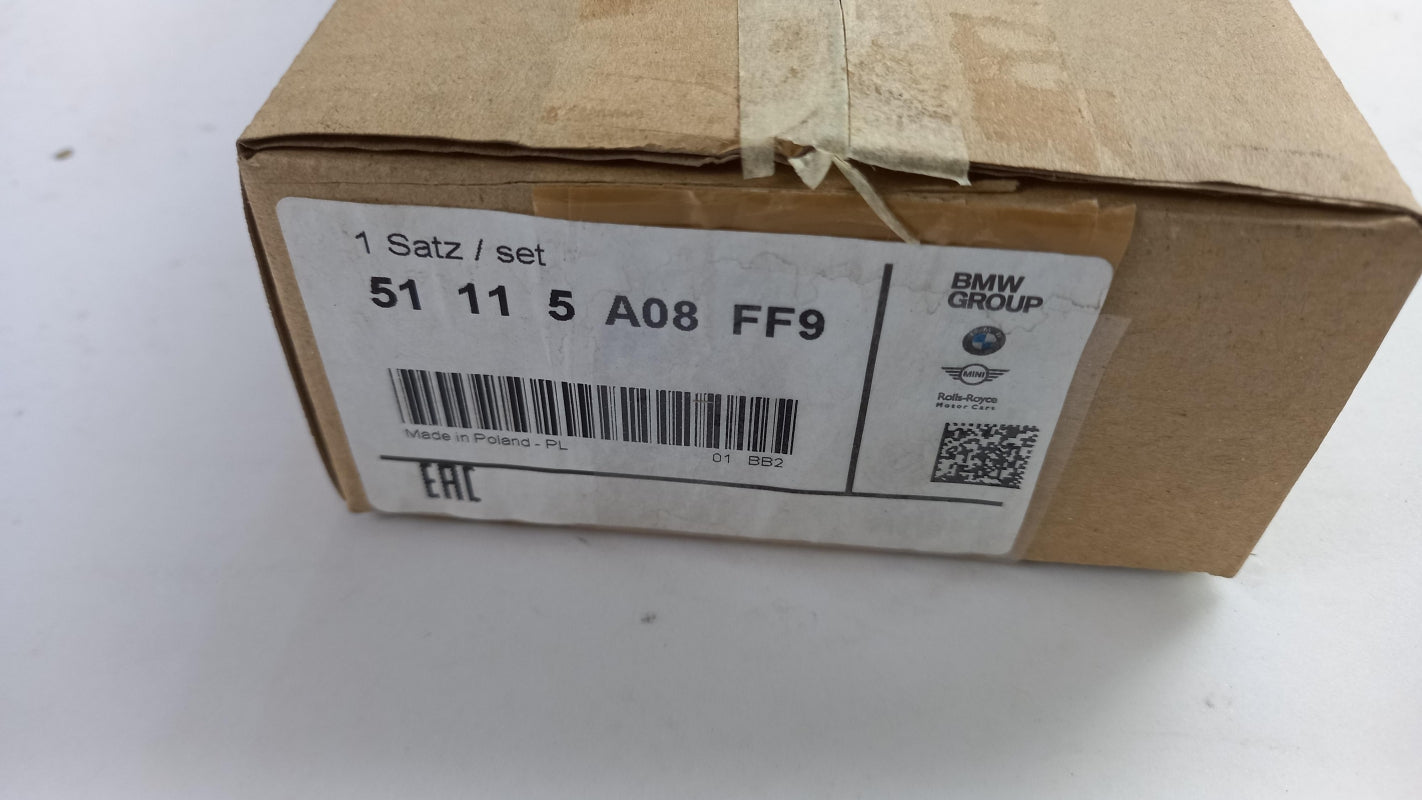 1 Satz / set
51 11 5 A08 FF9
Made in Poland - PL
01 BB2
EAC
BMW
GROUP
MINI
Rolls-Royce
Motor Cars